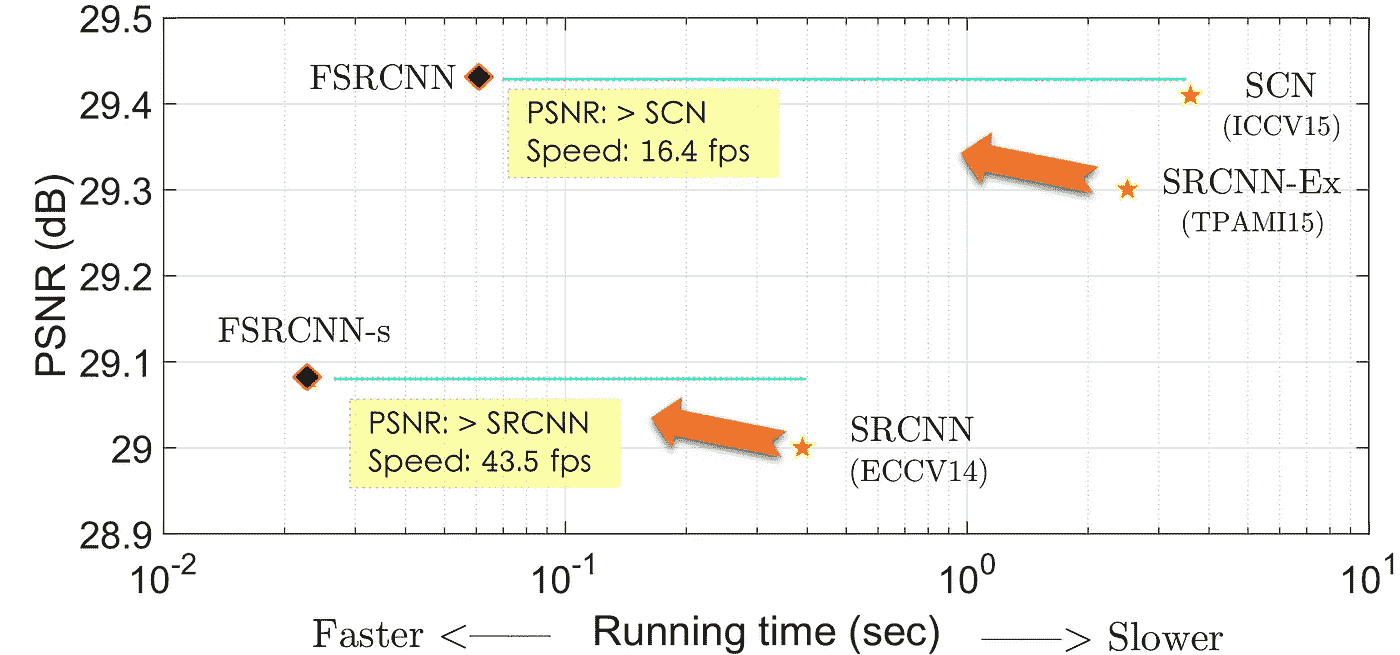 29.5
29.4
29.3
29.2
29.1
29
28.9
PSNR (dB)
FSRCNN
PSNR: > SCN
Speed: 16.4 fps
SCN
(ICCV15)
SRCNN-Ex
(TPAMI15)
FSRCNN-s
PSNR: > SRCNN
Speed: 43.5 fps
SRCNN
(ECCV14)
10-2
10-1
100
101
Faster <—— Running time (sec) ——> Slower